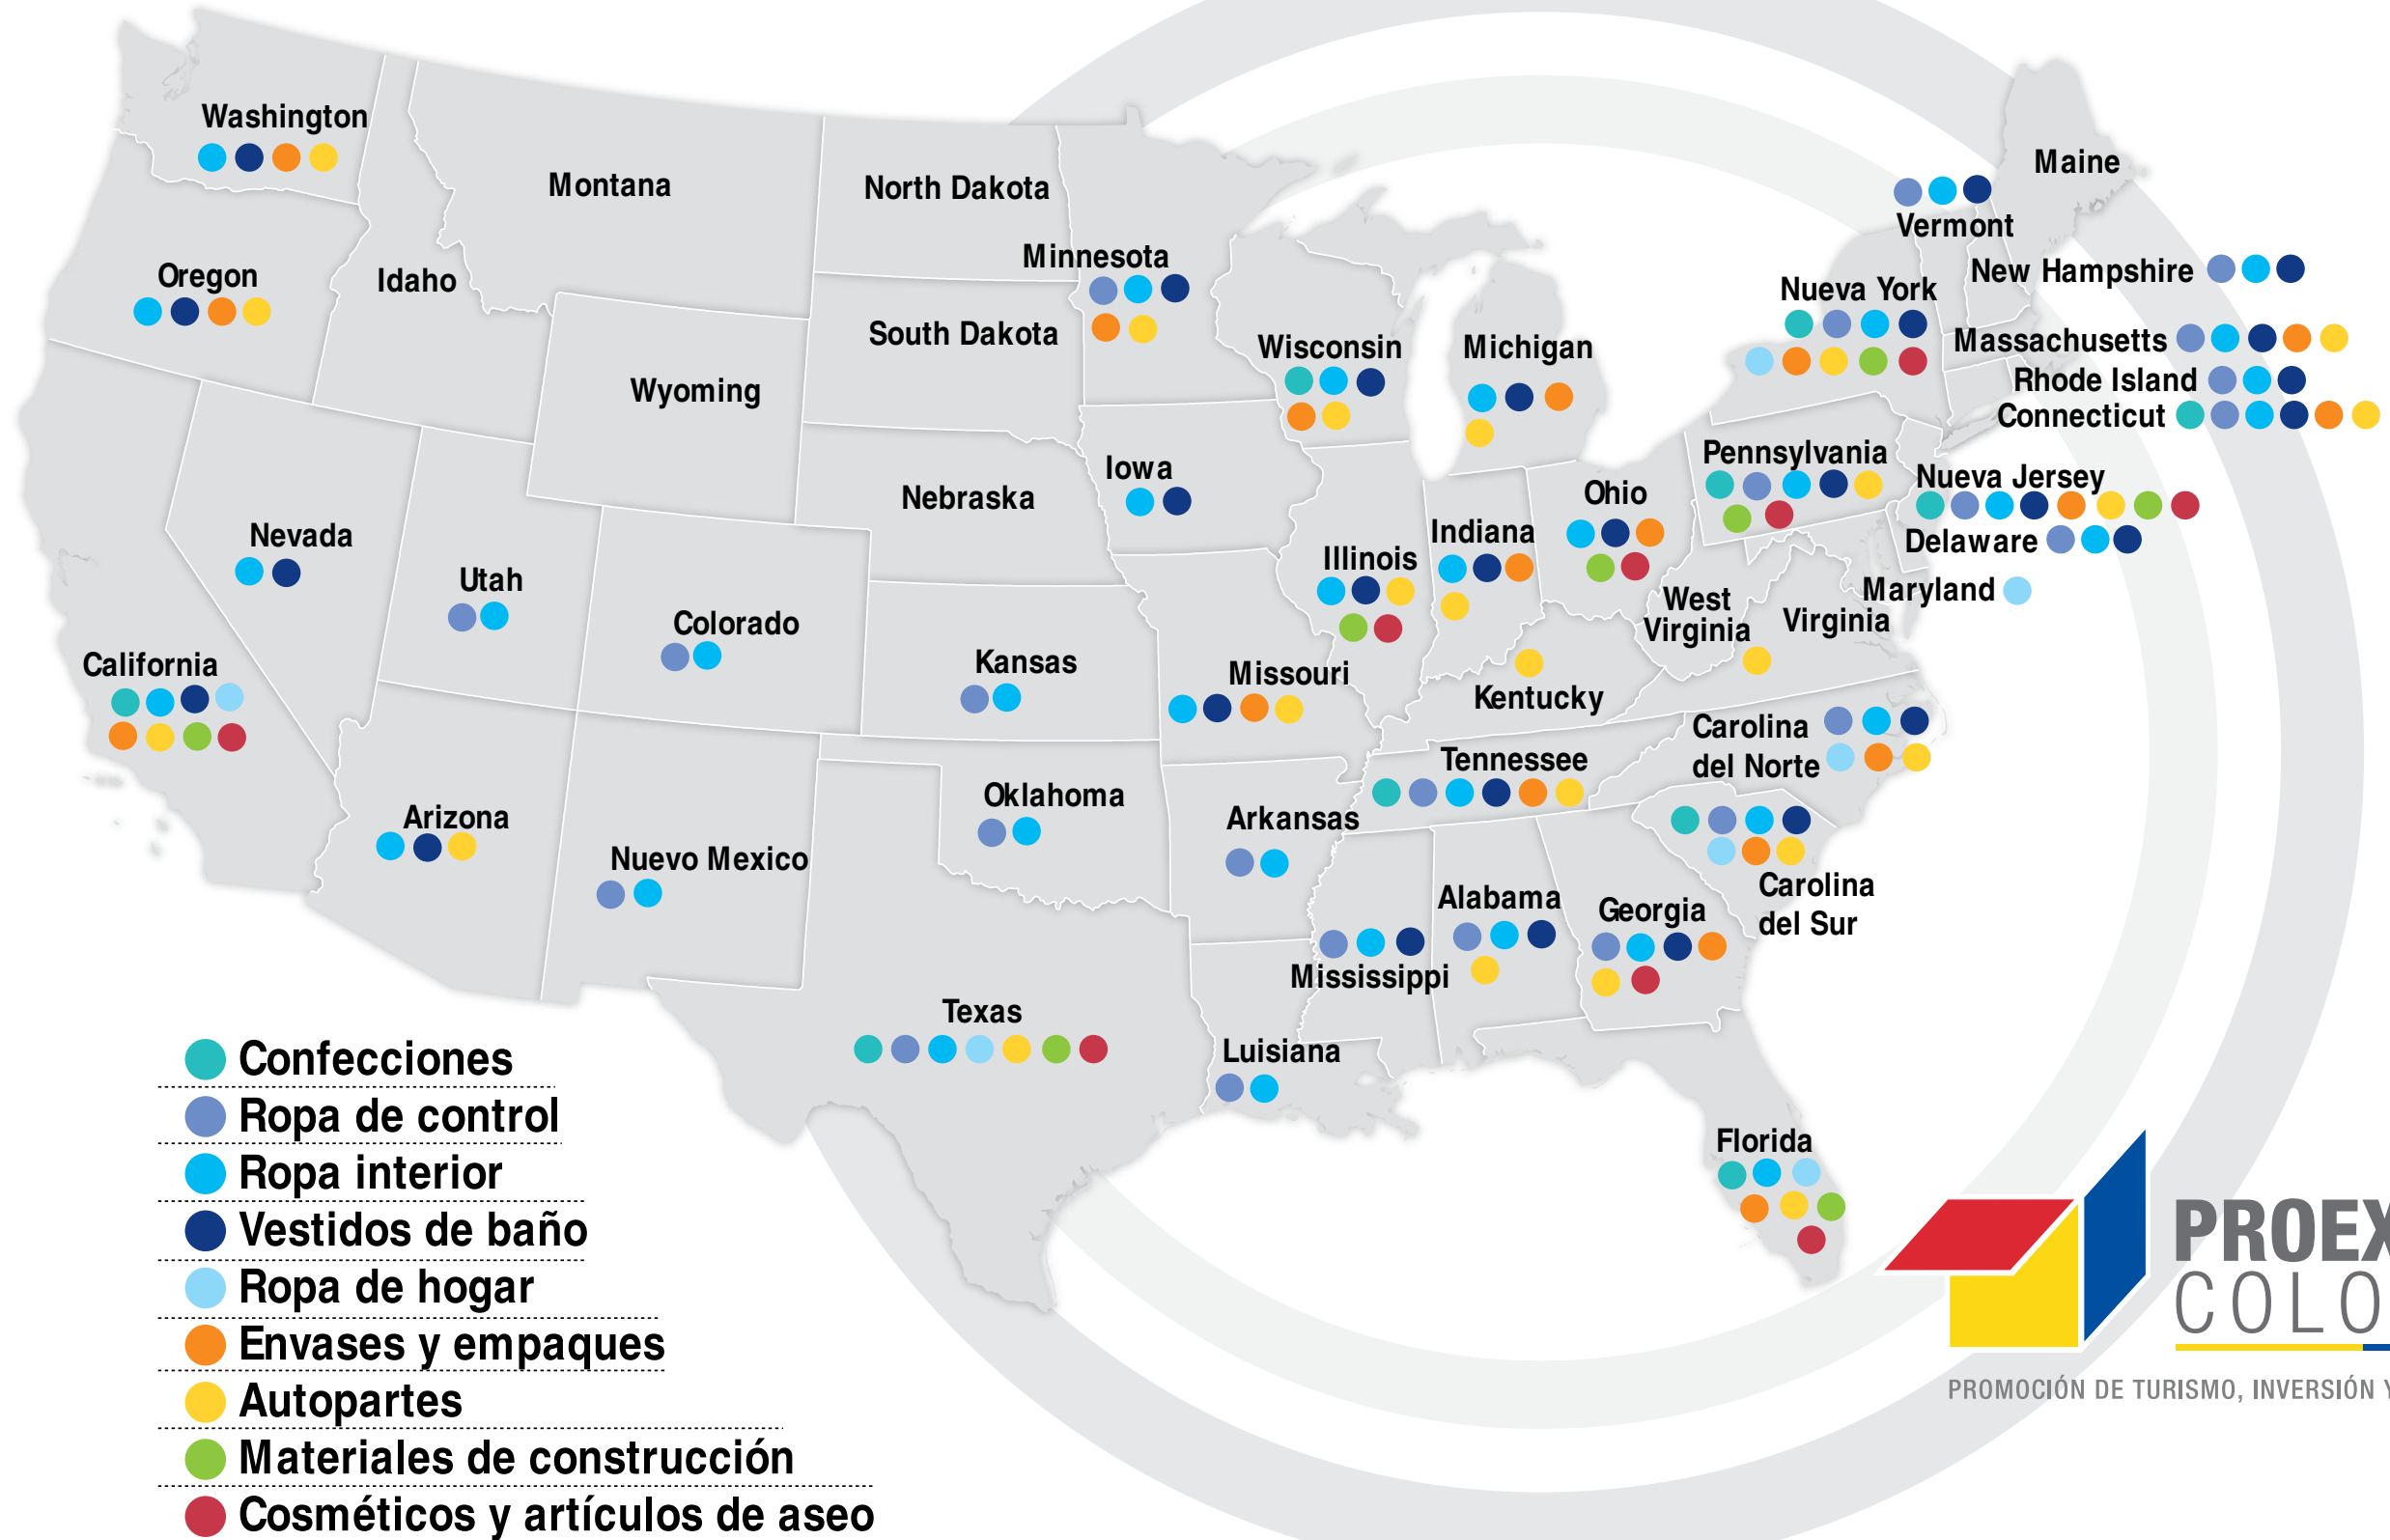 Washington
Montana
North Dakota
Maine
Vermont
Minnesota
New Hampshire
Oregon
Idaho
Nueva York
South Dakota
Wisconsin
Michigan
Massachusetts
Rhode Island
Wyoming
Connecticut
Pennsylvania
Iowa
Nueva Jersey
Nebraska
Ohio
Nevada
Indiana
Delaware
Illinois
Utah
Maryland
West
Virginia
Virginia
Colorado
California
Kansas
Missouri
Kentucky
Carolina
del Norte
Tennessee
Oklahoma
Arizona
Arkansas
Nuevo Mexico
Carolina
del Sur
Alabama
Georgia
Mississippi
Texas
Luisiana
Florida
Confecciones
Ropa de control
Ropa interior
Vestidos de baño
Ropa de hogar
Envases y empaques
Autopartes
Materiales de construcción
Cosméticos y artículos de aseo
PROEX
COLO
PROMOCIÓN DE TURISMO, INVERSIÓN Y